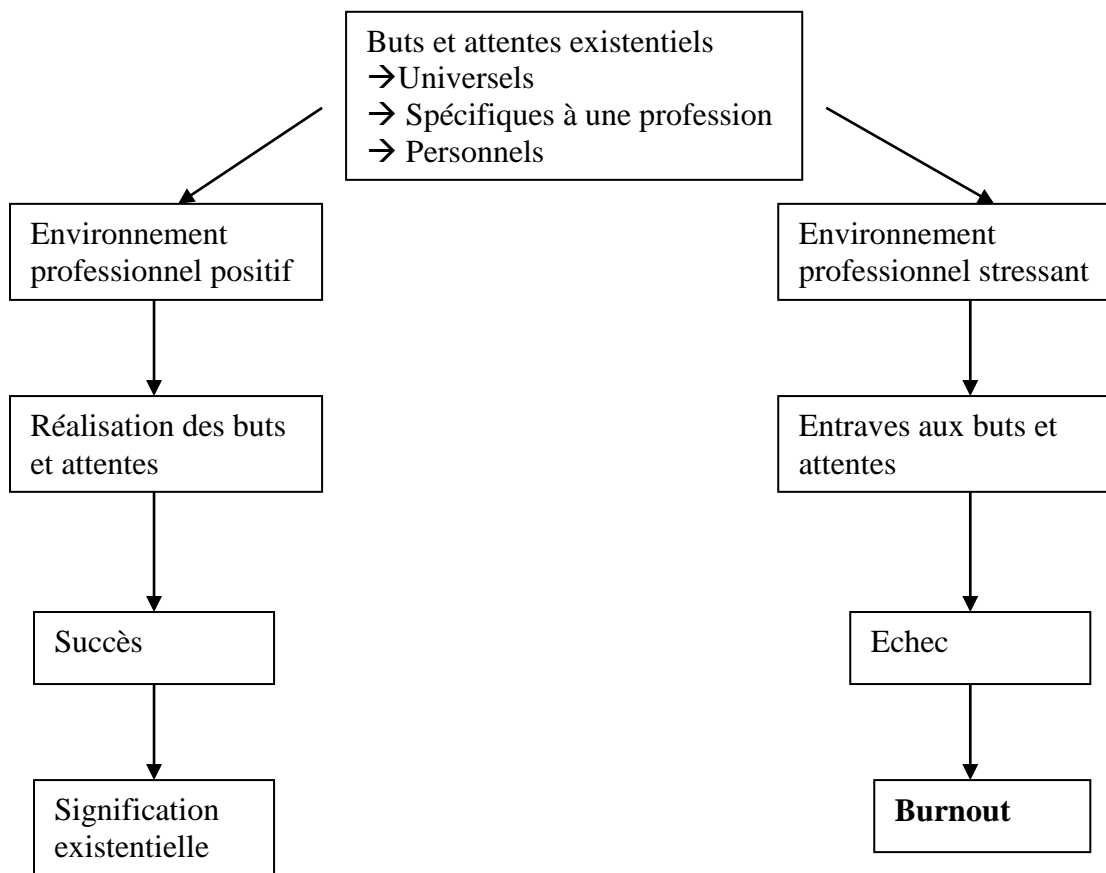 Buts et attentes existentiels
→Universels
→ Spécifiques à une profession
→ Personnels
Environnement
professionnel positif
Environnement
professionnel stressant
Réalisation des buts
et attentes
Entraves aux buts et
attentes
Succès
Echec
Signification
existentielle
Burnout